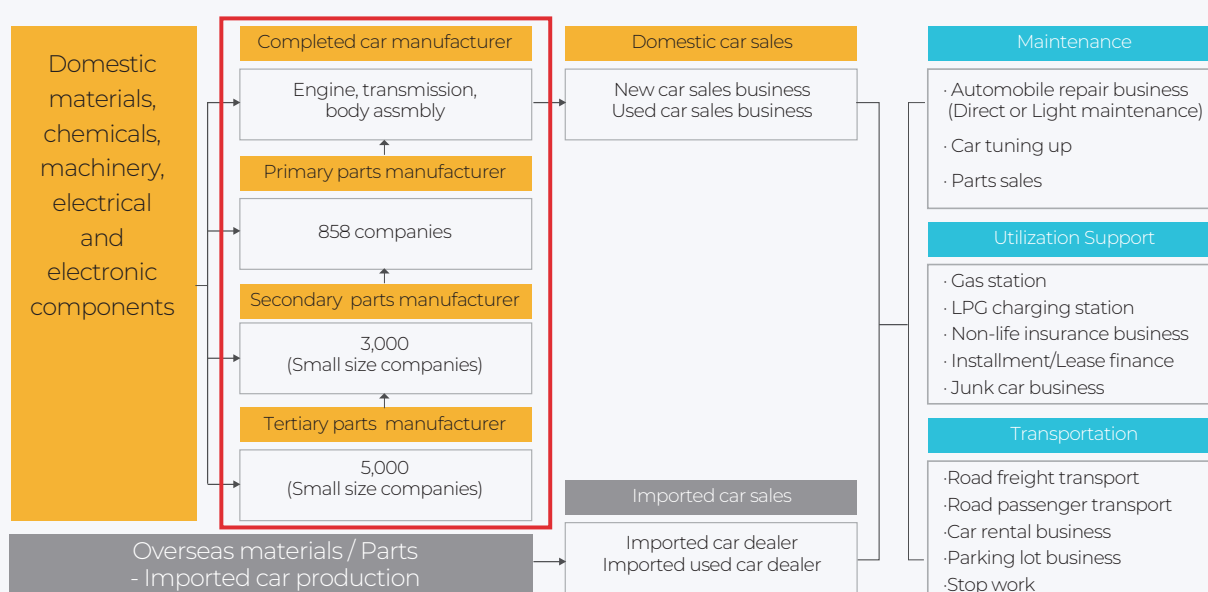 Domestic
materials,
chemicals,
machinery,
electrical
and
electronic
components
Completed car manufacturer
Engine, transmission,
body assmbly
Primary parts manufacturer
858 companies
Secondary parts manufacturer
3,000
(Small size companies)
Tertiary parts manufacturer
5,000
(Small size companies)
Overseas materials / Parts
- Imported car production
Domestic car sales
New car sales business
Used car sales business
Imported car sales
Imported car dealer
Imported used car dealer
Maintenance
· Automobile repair business
(Direct or Light maintenance)
· Car tuning up
· Parts sales
Utilization Support
· Gas station
· LPG charging station
· Non-life insurance business
· Installment/Lease finance
· Junk car business
Transportation
·Road freight transport
·Road passenger transport
·Car rental business
·Parking lot business
·Stop work